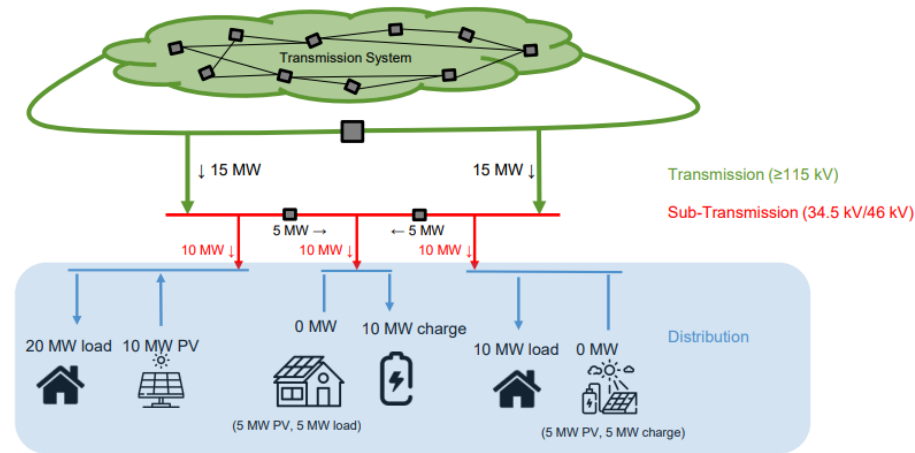 Transmission System
↓ 15 MW
15 MW ↓
Transmission (≥115 kV)
Sub-Transmission (34.5 kV/46 kV)
5 MW →
← 5 MW
10 MW ↓
10 MW ↓
10 MW ↓
0 MW
10 MW charge
Distribution
20 MW load
10 MW PV
10 MW load
0 MW
(5 MW PV, 5 MW load)
(5 MW PV, 5 MW charge)